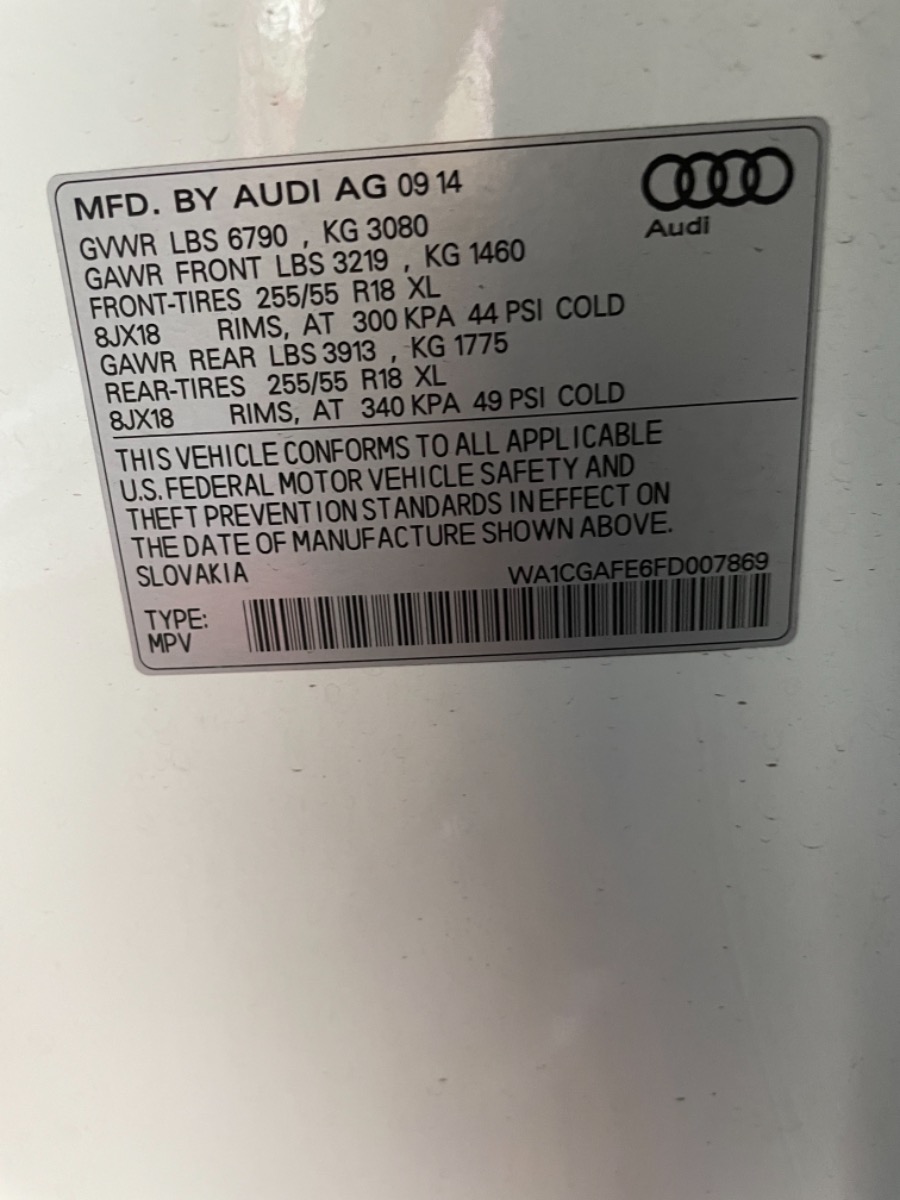 MFD. BY AUDI AG 09 14
Audi
GVWR LBS 6790 , KG 3080
GAWR FRONT LBS 3219 , KG 1460
FRONT-TIRES 255/55 R18 XL
8JX18 RIMS, AT 300 KPA 44 PSI COLD
GAWR REAR LBS 3913 , KG 1775
REAR-TIRES 255/55 R18 XL
8JX18 RIMS, AT 340 KPA 49 PSI COLD
THIS VEHICLE CONFORMS TO ALL APPLICABLE
U.S. FEDERAL MOTOR VEHICLE SAFETY AND
THEFT PREVENTION STANDARDS IN EFFECT ON
THE DATE OF MANUFACTURE SHOWN ABOVE.
SLOVAKIA WA1CGAFE6FD007869
TYPE:
MPV